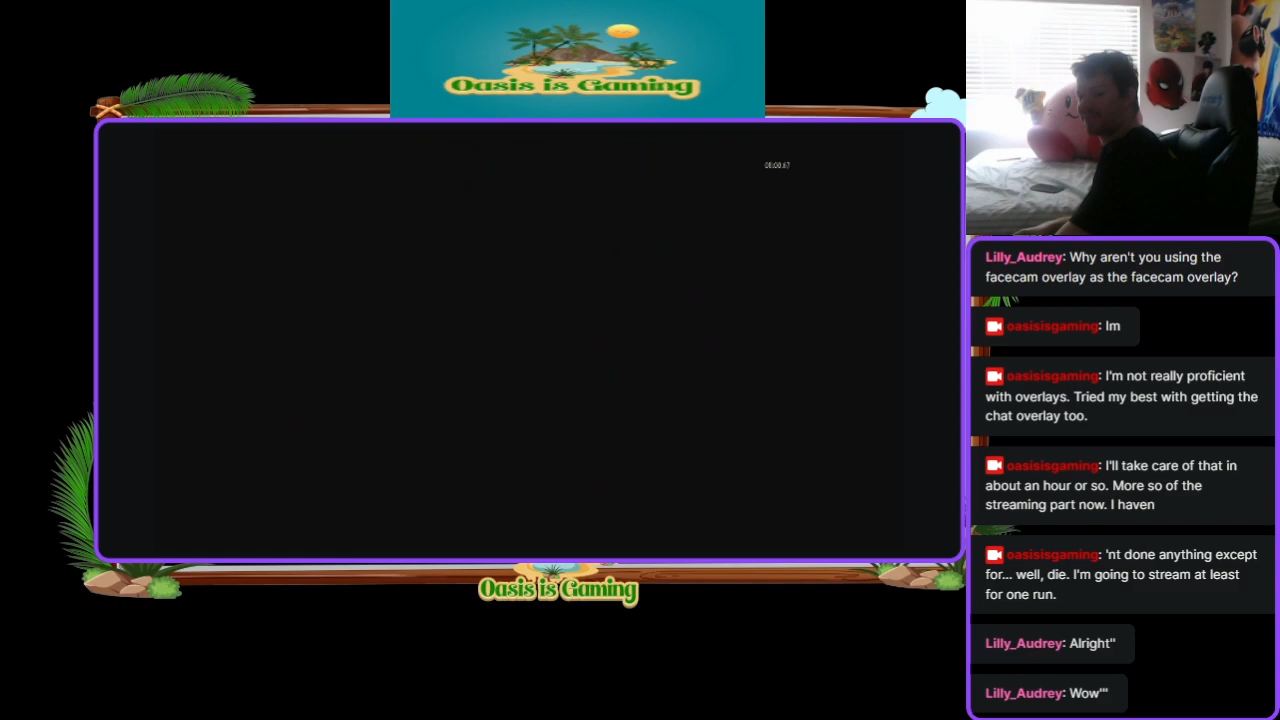 Oasis is Gaming
Lilly_Audrey: Why aren't you using the
facecam overlay as the facecam overlay?
oasisisgaming: Im
oasisisgaming: I'm not really proficient
with overlays. Tried my best with getting the
chat overlay too.
oasisisgaming: I'll take care of that in
about an hour or so. More so of the
streaming part now. I haven
oasisisgaming: 'nt done anything except
for... well, die. I'm going to stream at least
for one run.
Lilly_Audrey: Alright"
Lilly_Audrey: Wow""
Oasis is Gaming